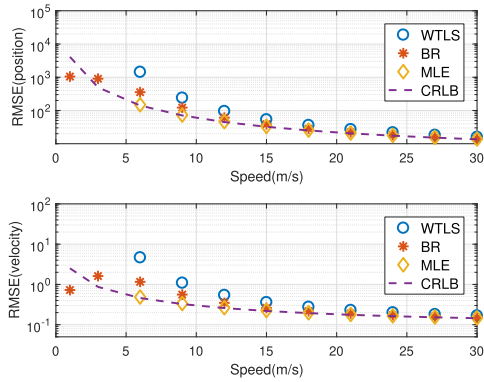 10^5
10^3
10^2
RMSE(position)
WTLS
BR
MLE
CRLB
0 5 10 15 20 25 30
Speed(m/s)
10^2
10^1
10^0
10^-1
RMSE(velocity)
WTLS
BR
MLE
CRLB
0 5 10 15 20 25 30
Speed(m/s)